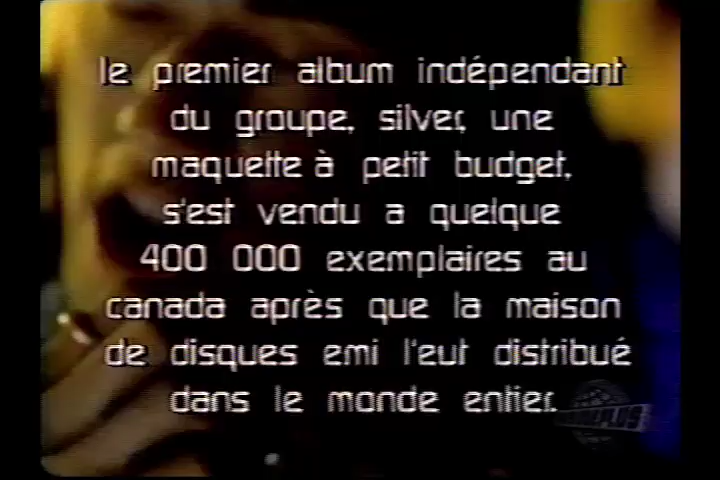 le premier album indépendant
du groupe, silver, une
maquette à petit budget,
s'est vendu a quelque
400 000 exemplaires au
canada après que la maison
de disques emi l'eut distribué
dans le monde entier.
MUSIQUEPLUS